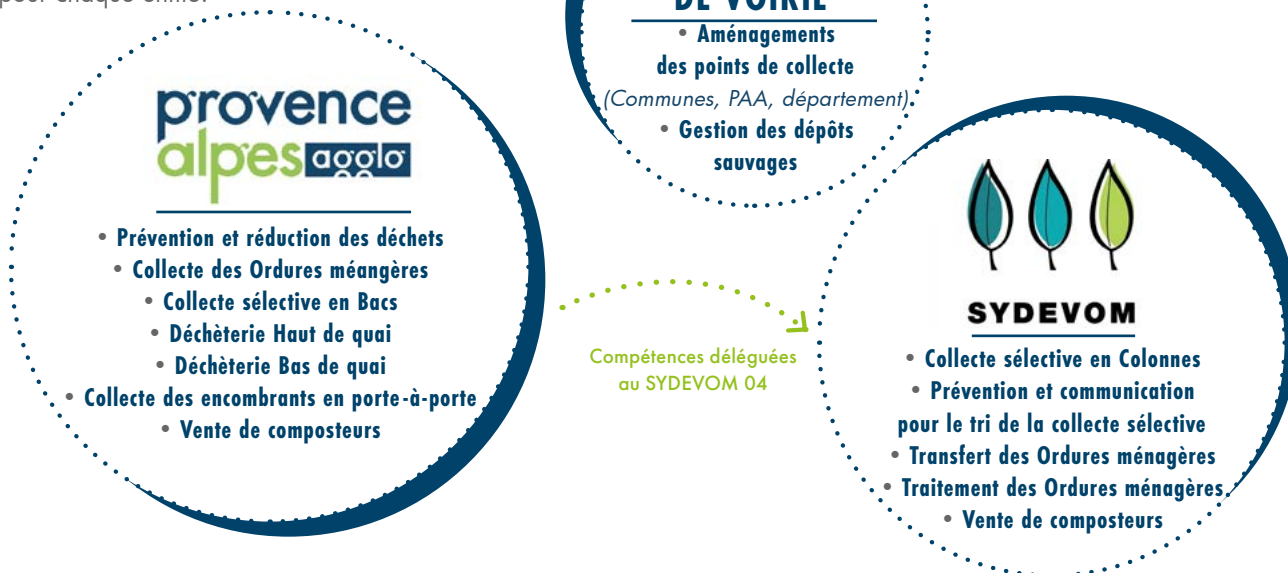 pour chaque entité.
DE VOIRIE
• Aménagements
des points de collecte
(Communes, PAA, département)
• Gestion des dépôts
sauvages
provence
alpes agglo
• Prévention et réduction des déchets
• Collecte des Ordures méangères
• Collecte sélective en Bacs
• Déchèterie Haut de quai
• Déchèterie Bas de quai
• Collecte des encombrants en porte-à-porte
• Vente de composteurs
Compétences déléguées
au SYDEVOM 04
SYDEVOM
• Collecte sélective en Colonnes
• Prévention et communication
pour le tri de la collecte sélective
• Transfert des Ordures ménagères
• Traitement des Ordures ménagères
• Vente de composteurs